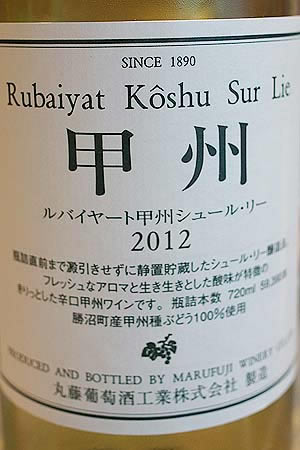 SINCE 1890
Rubaiyat Kôshu Sur Lie
甲州
ルバイヤート甲州シュール・リー
2012
瓶詰直前まで澱引きせずに静置貯蔵したシュール・リー醸造品。
フレッシュなアロマと生き生きとした酸味が特徴の
きりっとした辛口甲州ワインです。瓶詰本数 720ml
勝沼町産甲州種ぶどう100%使用
PRODUCED AND BOTTLED BY MARUFUJI WINERY
丸藤葡萄酒工業株式会社 製造